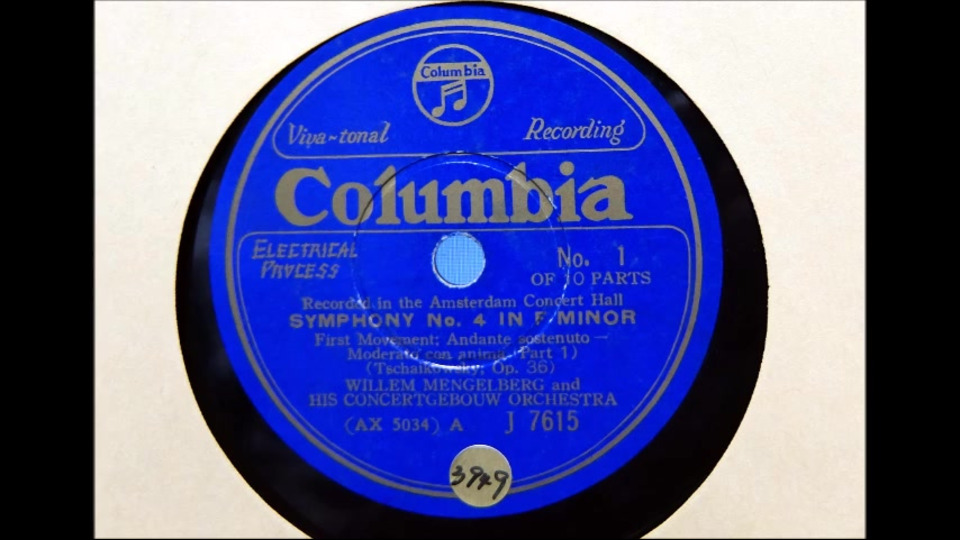 Columbia
Viva-tonal Recording
Columbia
ELECTRICAL
PROCESS
No. 1
OF 10 PARTS
Recorded in the Amsterdam Concert Hall
SYMPHONY No. 4 IN F MINOR
First Movement; Andante sostenuto —
Moderato con anima (Part 1)
(Tschaikowsky; Op. 36)
WILLEM MENGELBERG and
HIS CONCERTGEBOUW ORCHESTRA
(AX 5034) A J 7615
3949